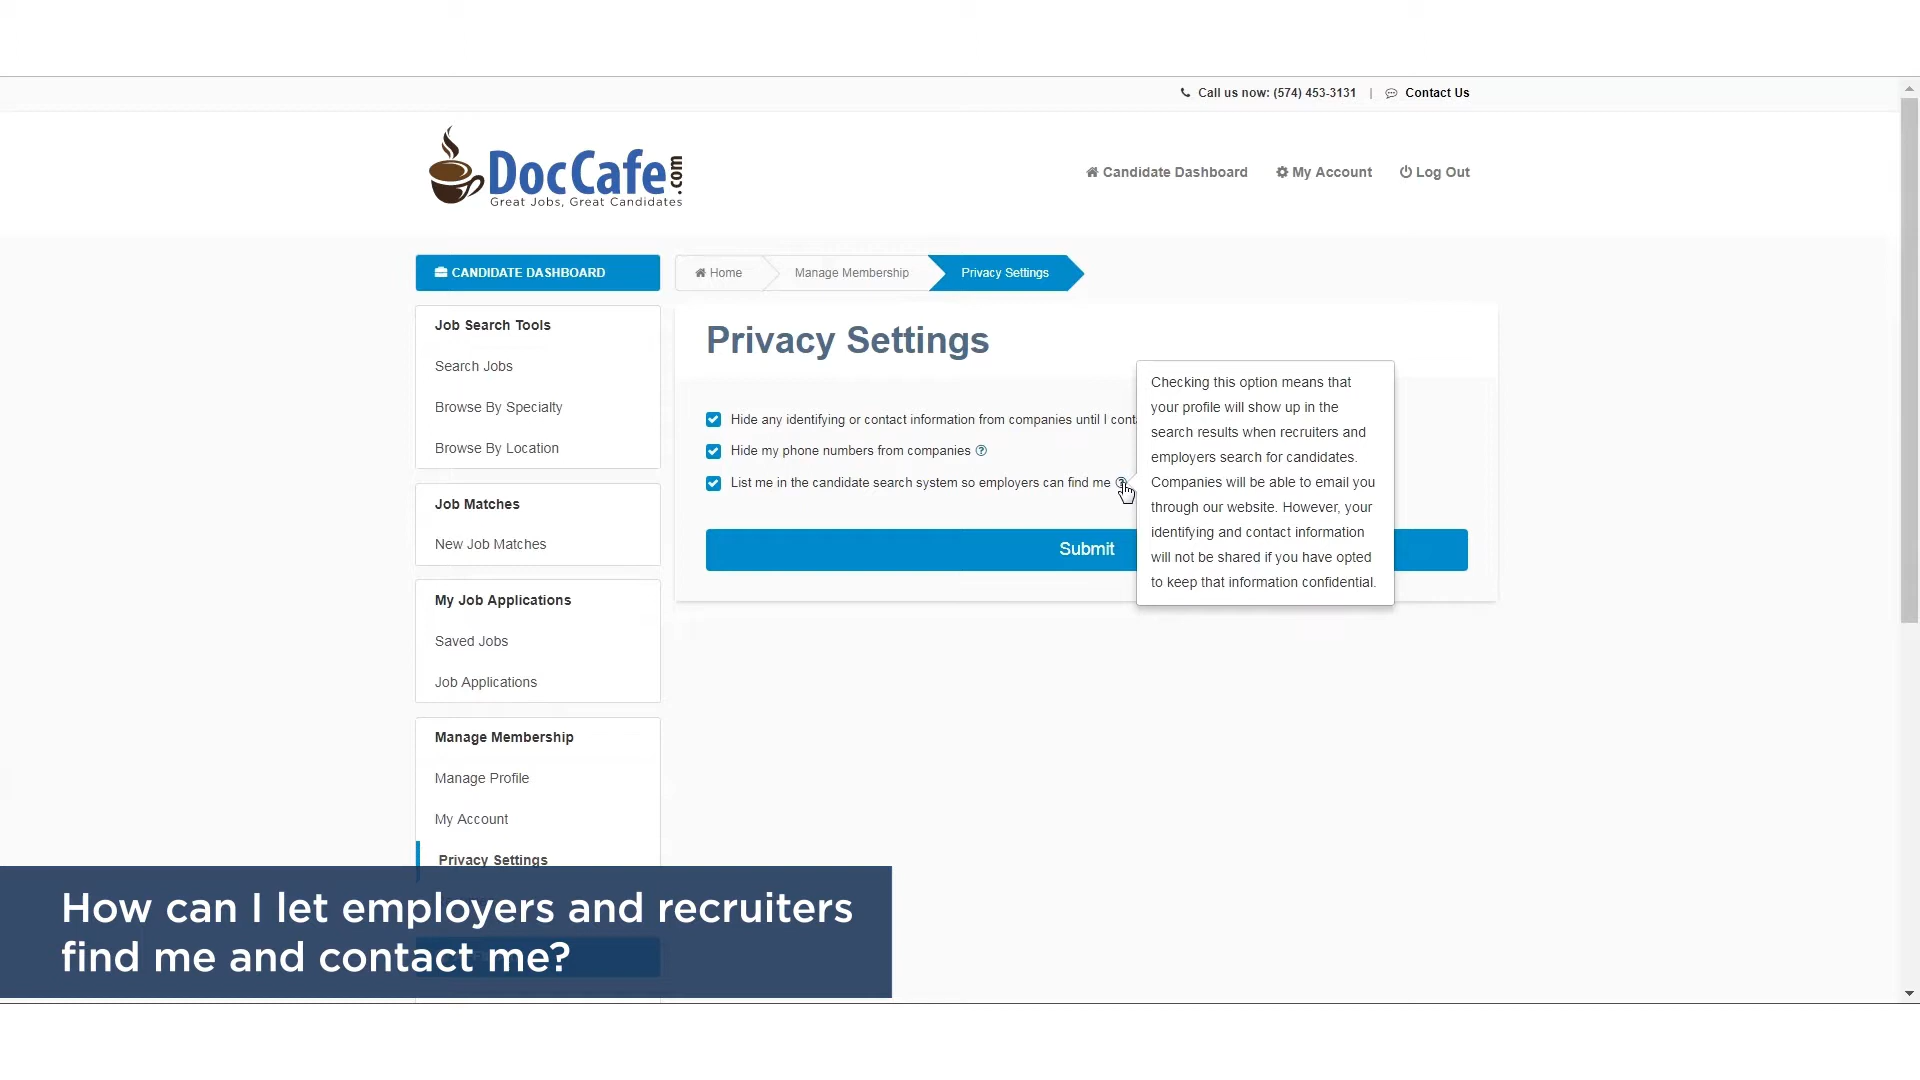 Call us now: (574) 453-3131 | Contact Us
DocCafe.com
Great Jobs, Great Candidates
Candidate Dashboard
My Account
Log Out
CANDIDATE DASHBOARD
Home
Manage Membership
Privacy Settings
Job Search Tools
Search Jobs
Browse By Specialty
Browse By Location
Job Matches
New Job Matches
My Job Applications
Saved Jobs
Job Applications
Manage Membership
Manage Profile
My Account
Privacy Settings
Privacy Settings
Hide any identifying or contact information from companies until I
Hide my phone numbers from companies
List me in the candidate search system so employers can find me
Submit
Checking this option means that
your profile will show up in the
search results when recruiters and
employers search for candidates.
Companies will be able to email you
through our website. However, your
identifying and contact information
will not be shared if you have opted
to keep that information confidential.
How can I let employers and recruiters
find me and contact me?